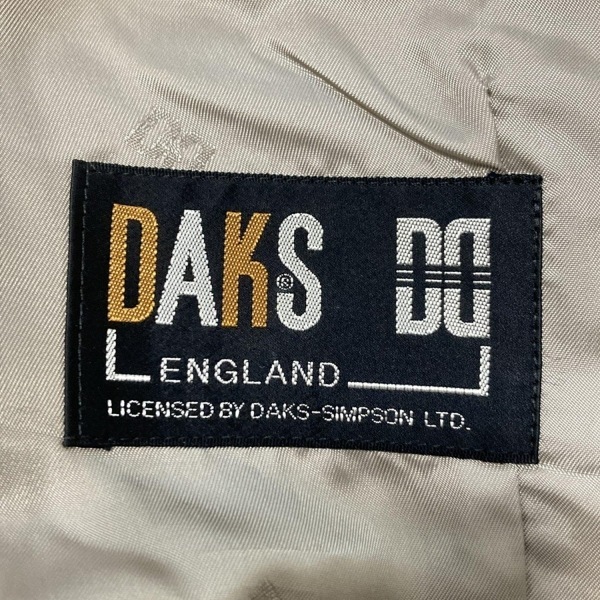 DAKS® DD
ENGLAND
LICENSED BY DAKS-SIMPSON LTD.